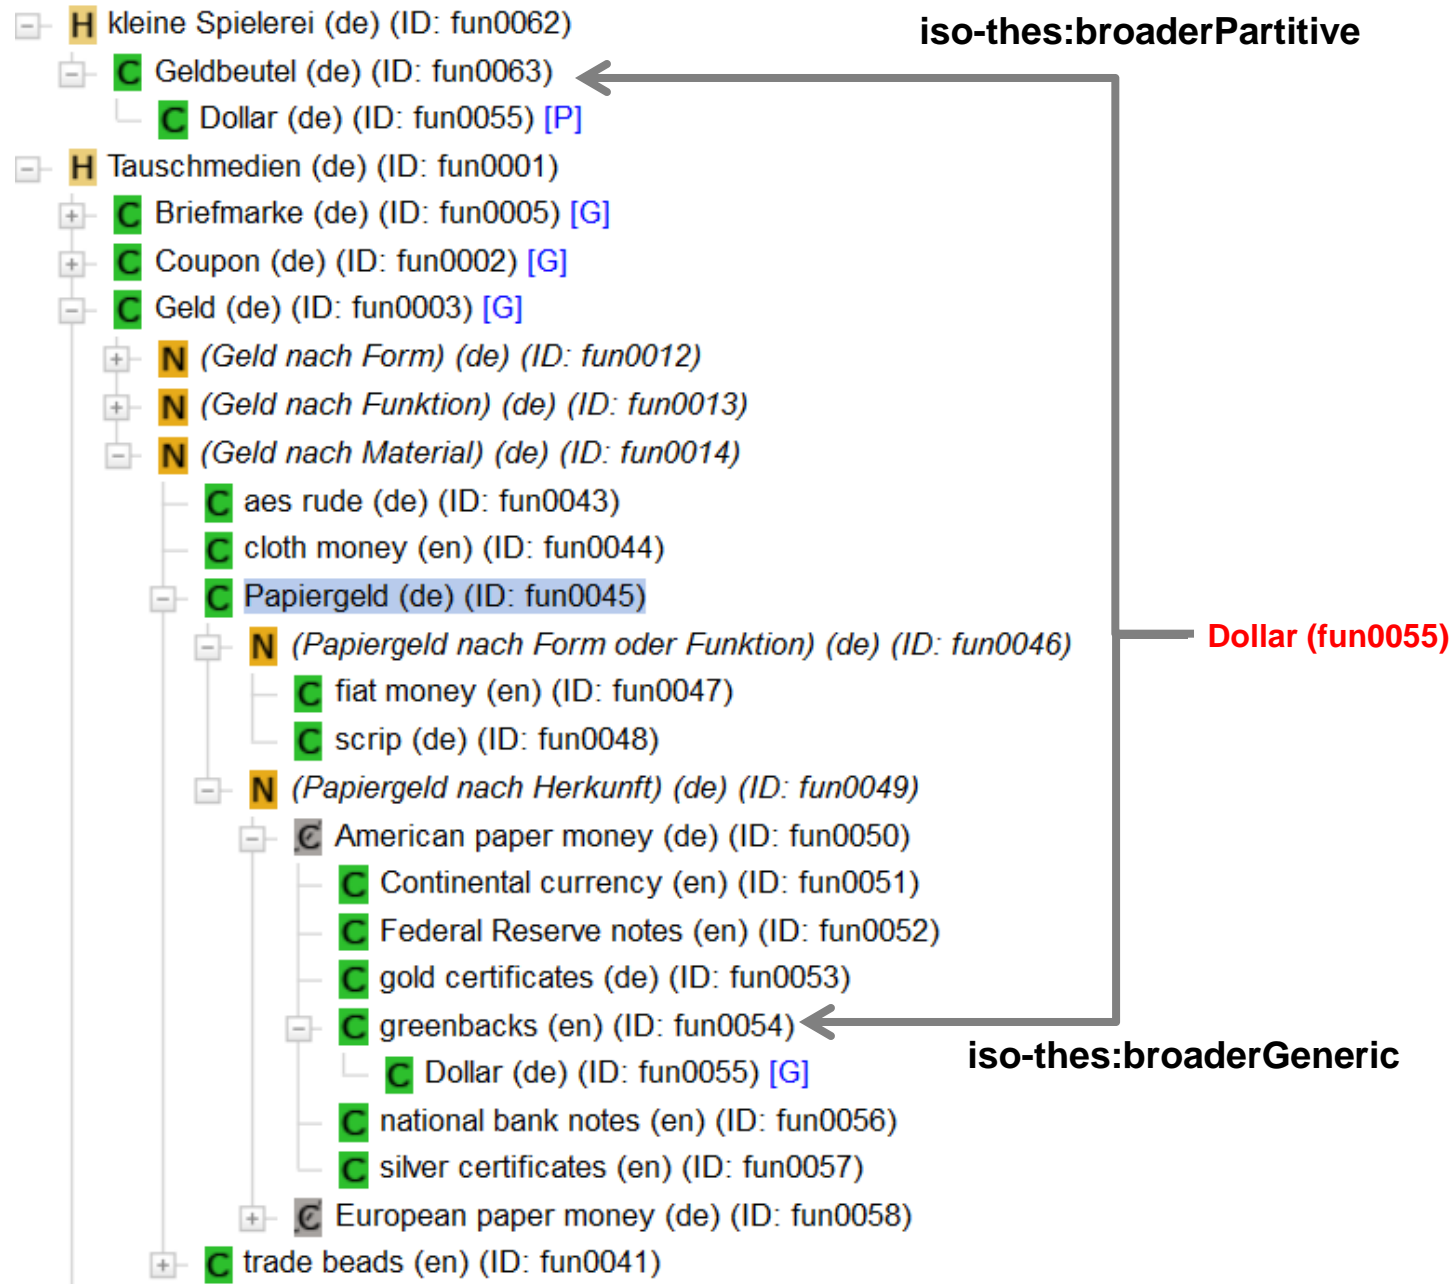 H kleine Spielerei (de) (ID: fun0062)
iso-thes:broaderPartitive
C Geldbeutel (de) (ID: fun0063)
C Dollar (de) (ID: fun0055) [P]
H Tauschmedien (de) (ID: fun0001)
C Briefmarke (de) (ID: fun0005) [G]
C Coupon (de) (ID: fun0002) [G]
C Geld (de) (ID: fun0003) [G]
N (Geld nach Form) (de) (ID: fun0012)
N (Geld nach Funktion) (de) (ID: fun0013)
N (Geld nach Material) (de) (ID: fun0014)
C aes rude (de) (ID: fun0043)
C cloth money (en) (ID: fun0044)
C Papiergeld (de) (ID: fun0045)
N (Papiergeld nach Form oder Funktion) (de) (ID: fun0046)
Dollar (fun0055)
C fiat money (en) (ID: fun0047)
C scrip (de) (ID: fun0048)
N (Papiergeld nach Herkunft) (de) (ID: fun0049)
C American paper money (de) (ID: fun0050)
C Continental currency (en) (ID: fun0051)
C Federal Reserve notes (en) (ID: fun0052)
C gold certificates (de) (ID: fun0053)
C greenbacks (en) (ID: fun0054)
iso-thes:broaderGeneric
C Dollar (de) (ID: fun0055) [G]
C national bank notes (en) (ID: fun0056)
C silver certificates (en) (ID: fun0057)
C European paper money (de) (ID: fun0058)
C trade beads (en) (ID: fun0041)